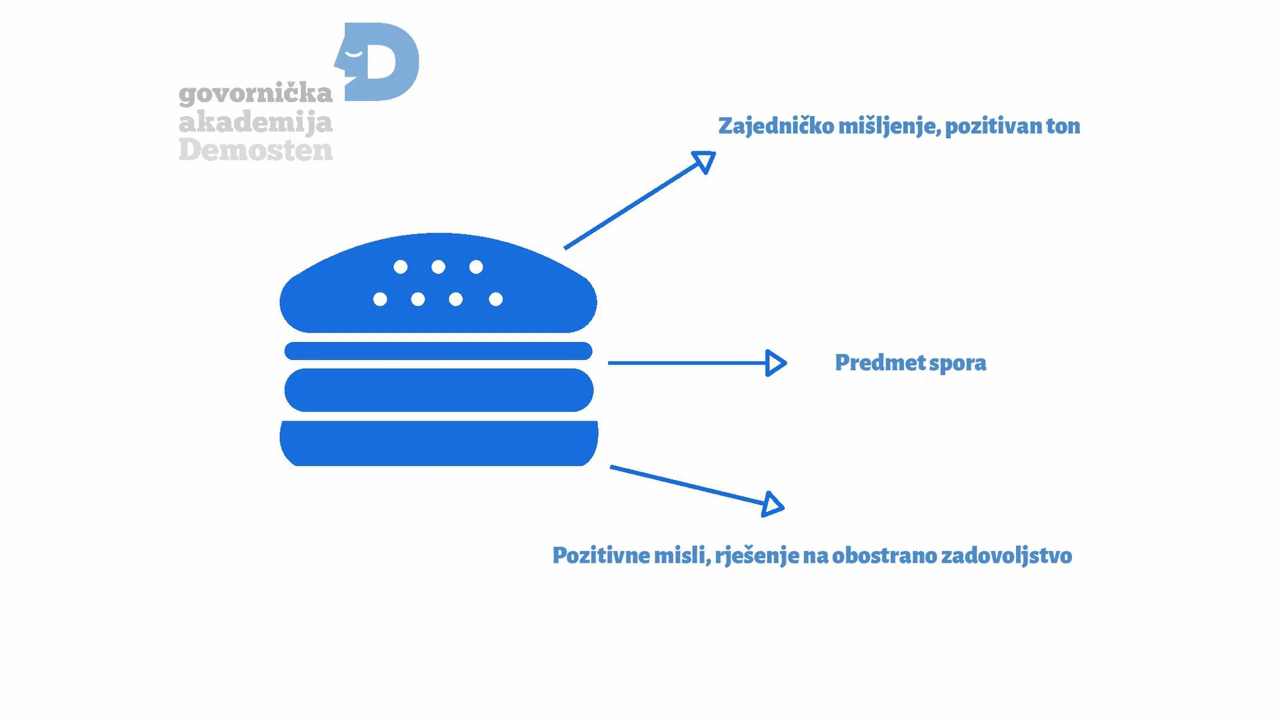 govornička
akademija
Demosten
Zajedničko mišljenje, pozitivan ton
Predmet spora
Pozitivne misli, rješenje na obostrano zadovoljstvo